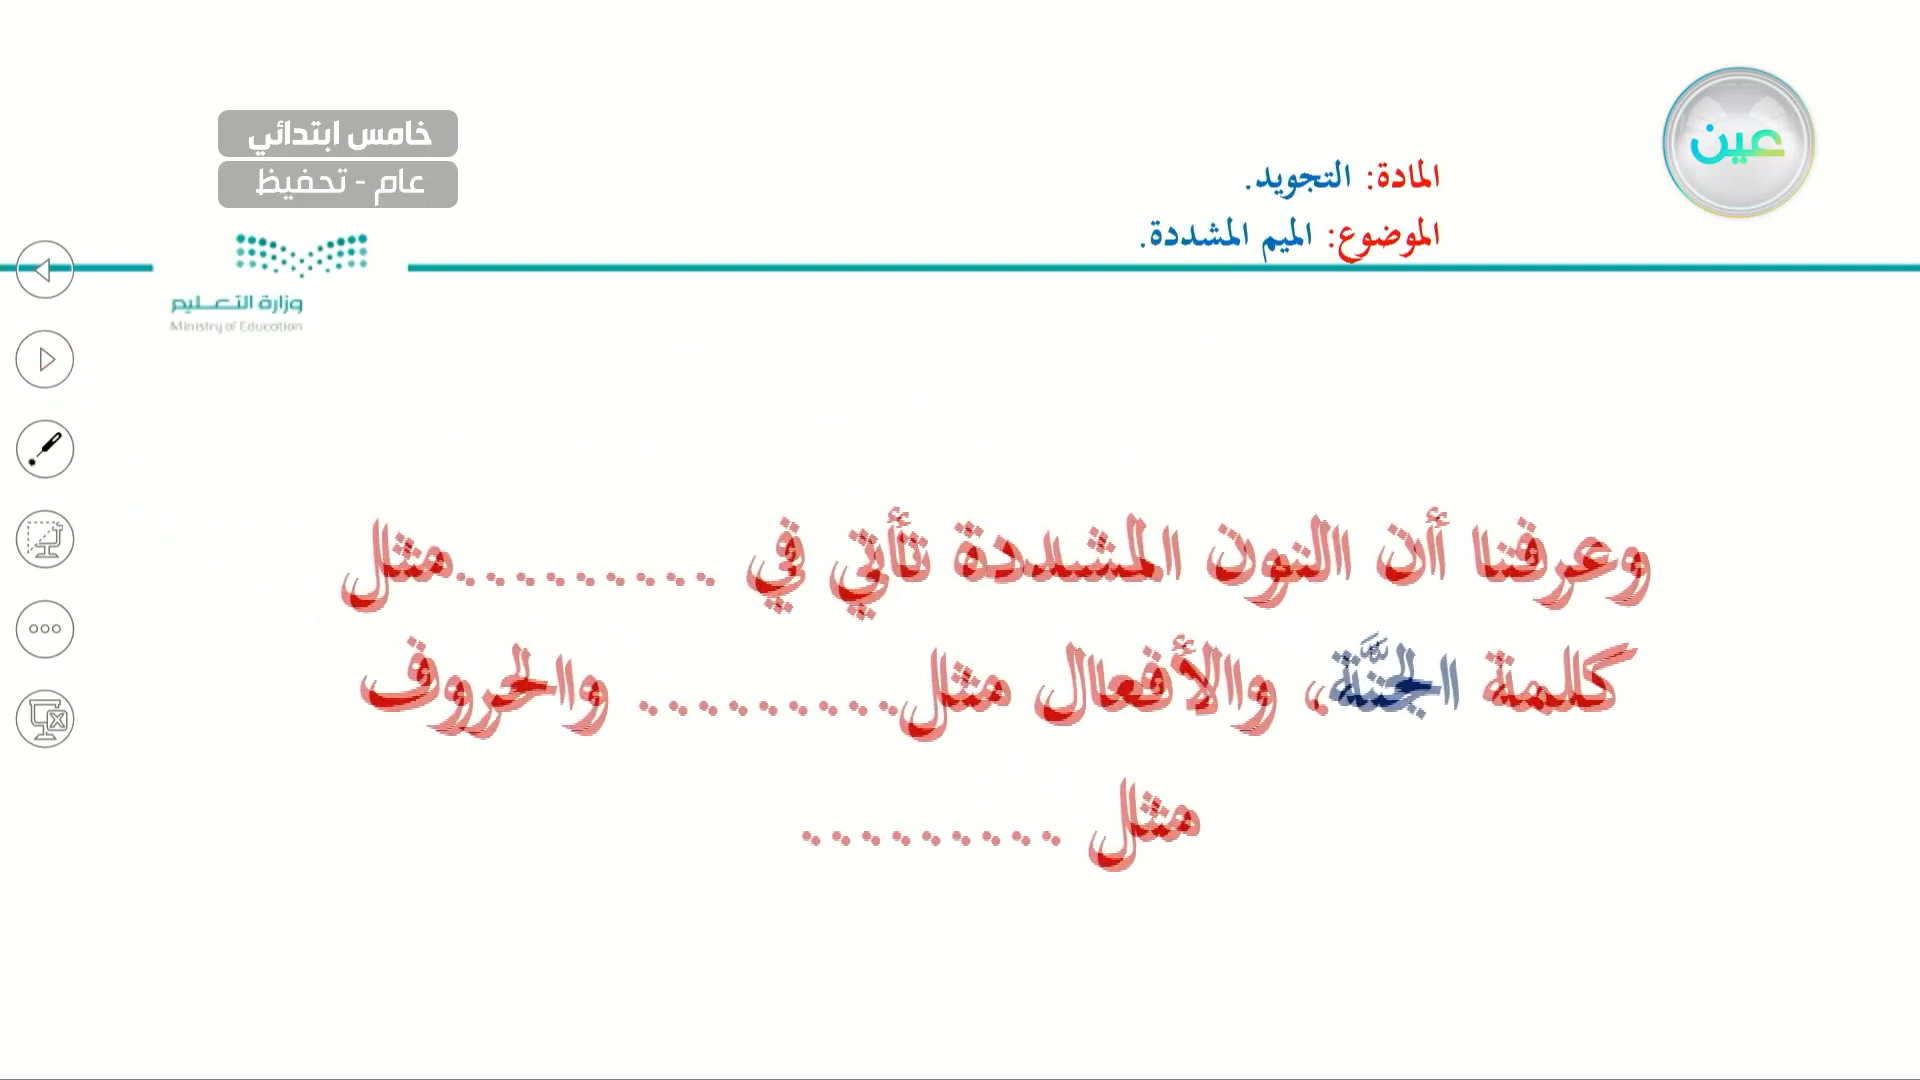 خامس ابتدائي
عام - تحفيظ
عين
المادة: التجويد.
الموضوع: الميم المشددة.
وزارة التعليم
Ministry of Education
وعرفنا أن النون المشددة تأتي في ..................مثل
كلمة الجنَّة، والأفعال مثل.................. والحروف
مثل ..................